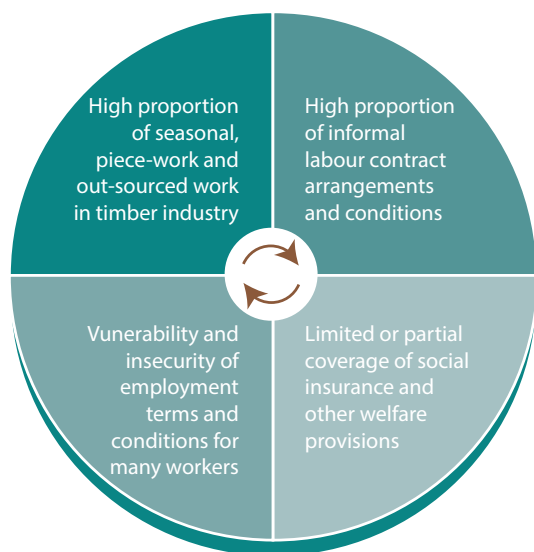 High proportion
of seasonal,
piece-work and
out-sourced work
in timber industry
High proportion
of informal
labour contract
arrangements
and conditions
Vunerability and
insecurity of
employment
terms and
conditions for
many workers
Limited or partial
coverage of social
insurance and
other welfare
provisions